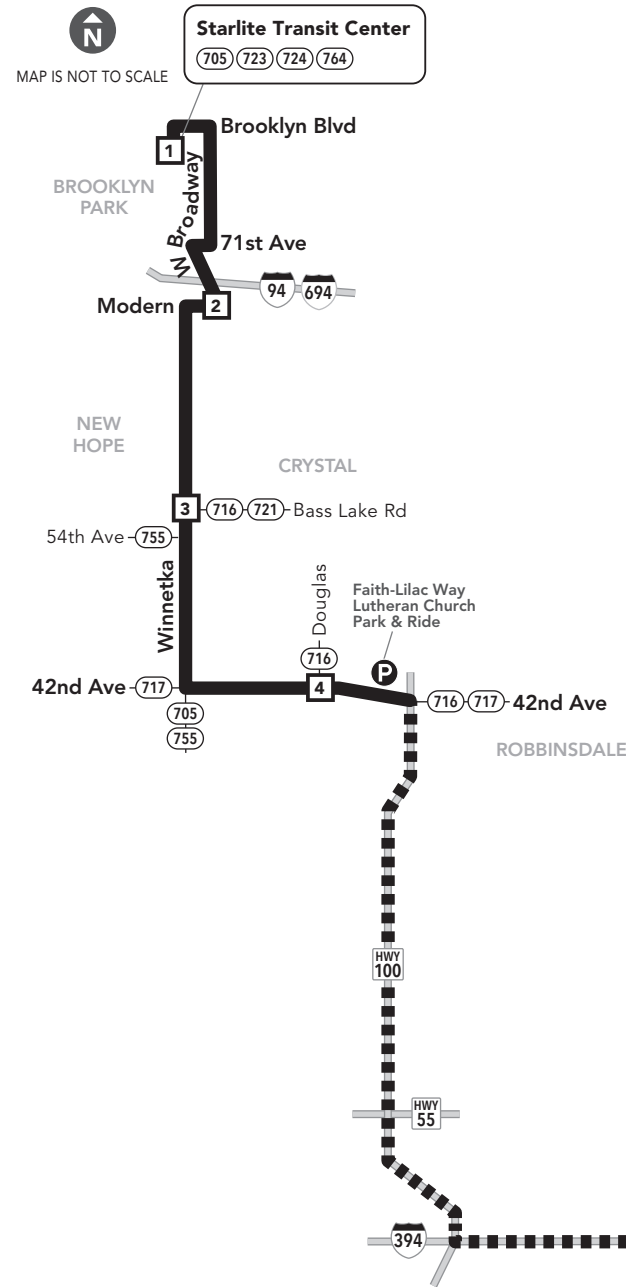 N
MAP IS NOT TO SCALE
Starlite Transit Center
705 723 724 764
Brooklyn Blvd
1
BROOKLYN
PARK
W Broadway
71st Ave
94 694
Modern
2
NEW
HOPE
CRYSTAL
3
716 721 Bass Lake Rd
54th Ave 755
Winnetka
Douglas
716
Faith-Lilac Way
Lutheran Church
Park & Ride
P
42nd Ave 717
4
716 717 42nd Ave
705
755
ROBBINSDALE
HWY
100
HWY
55
394